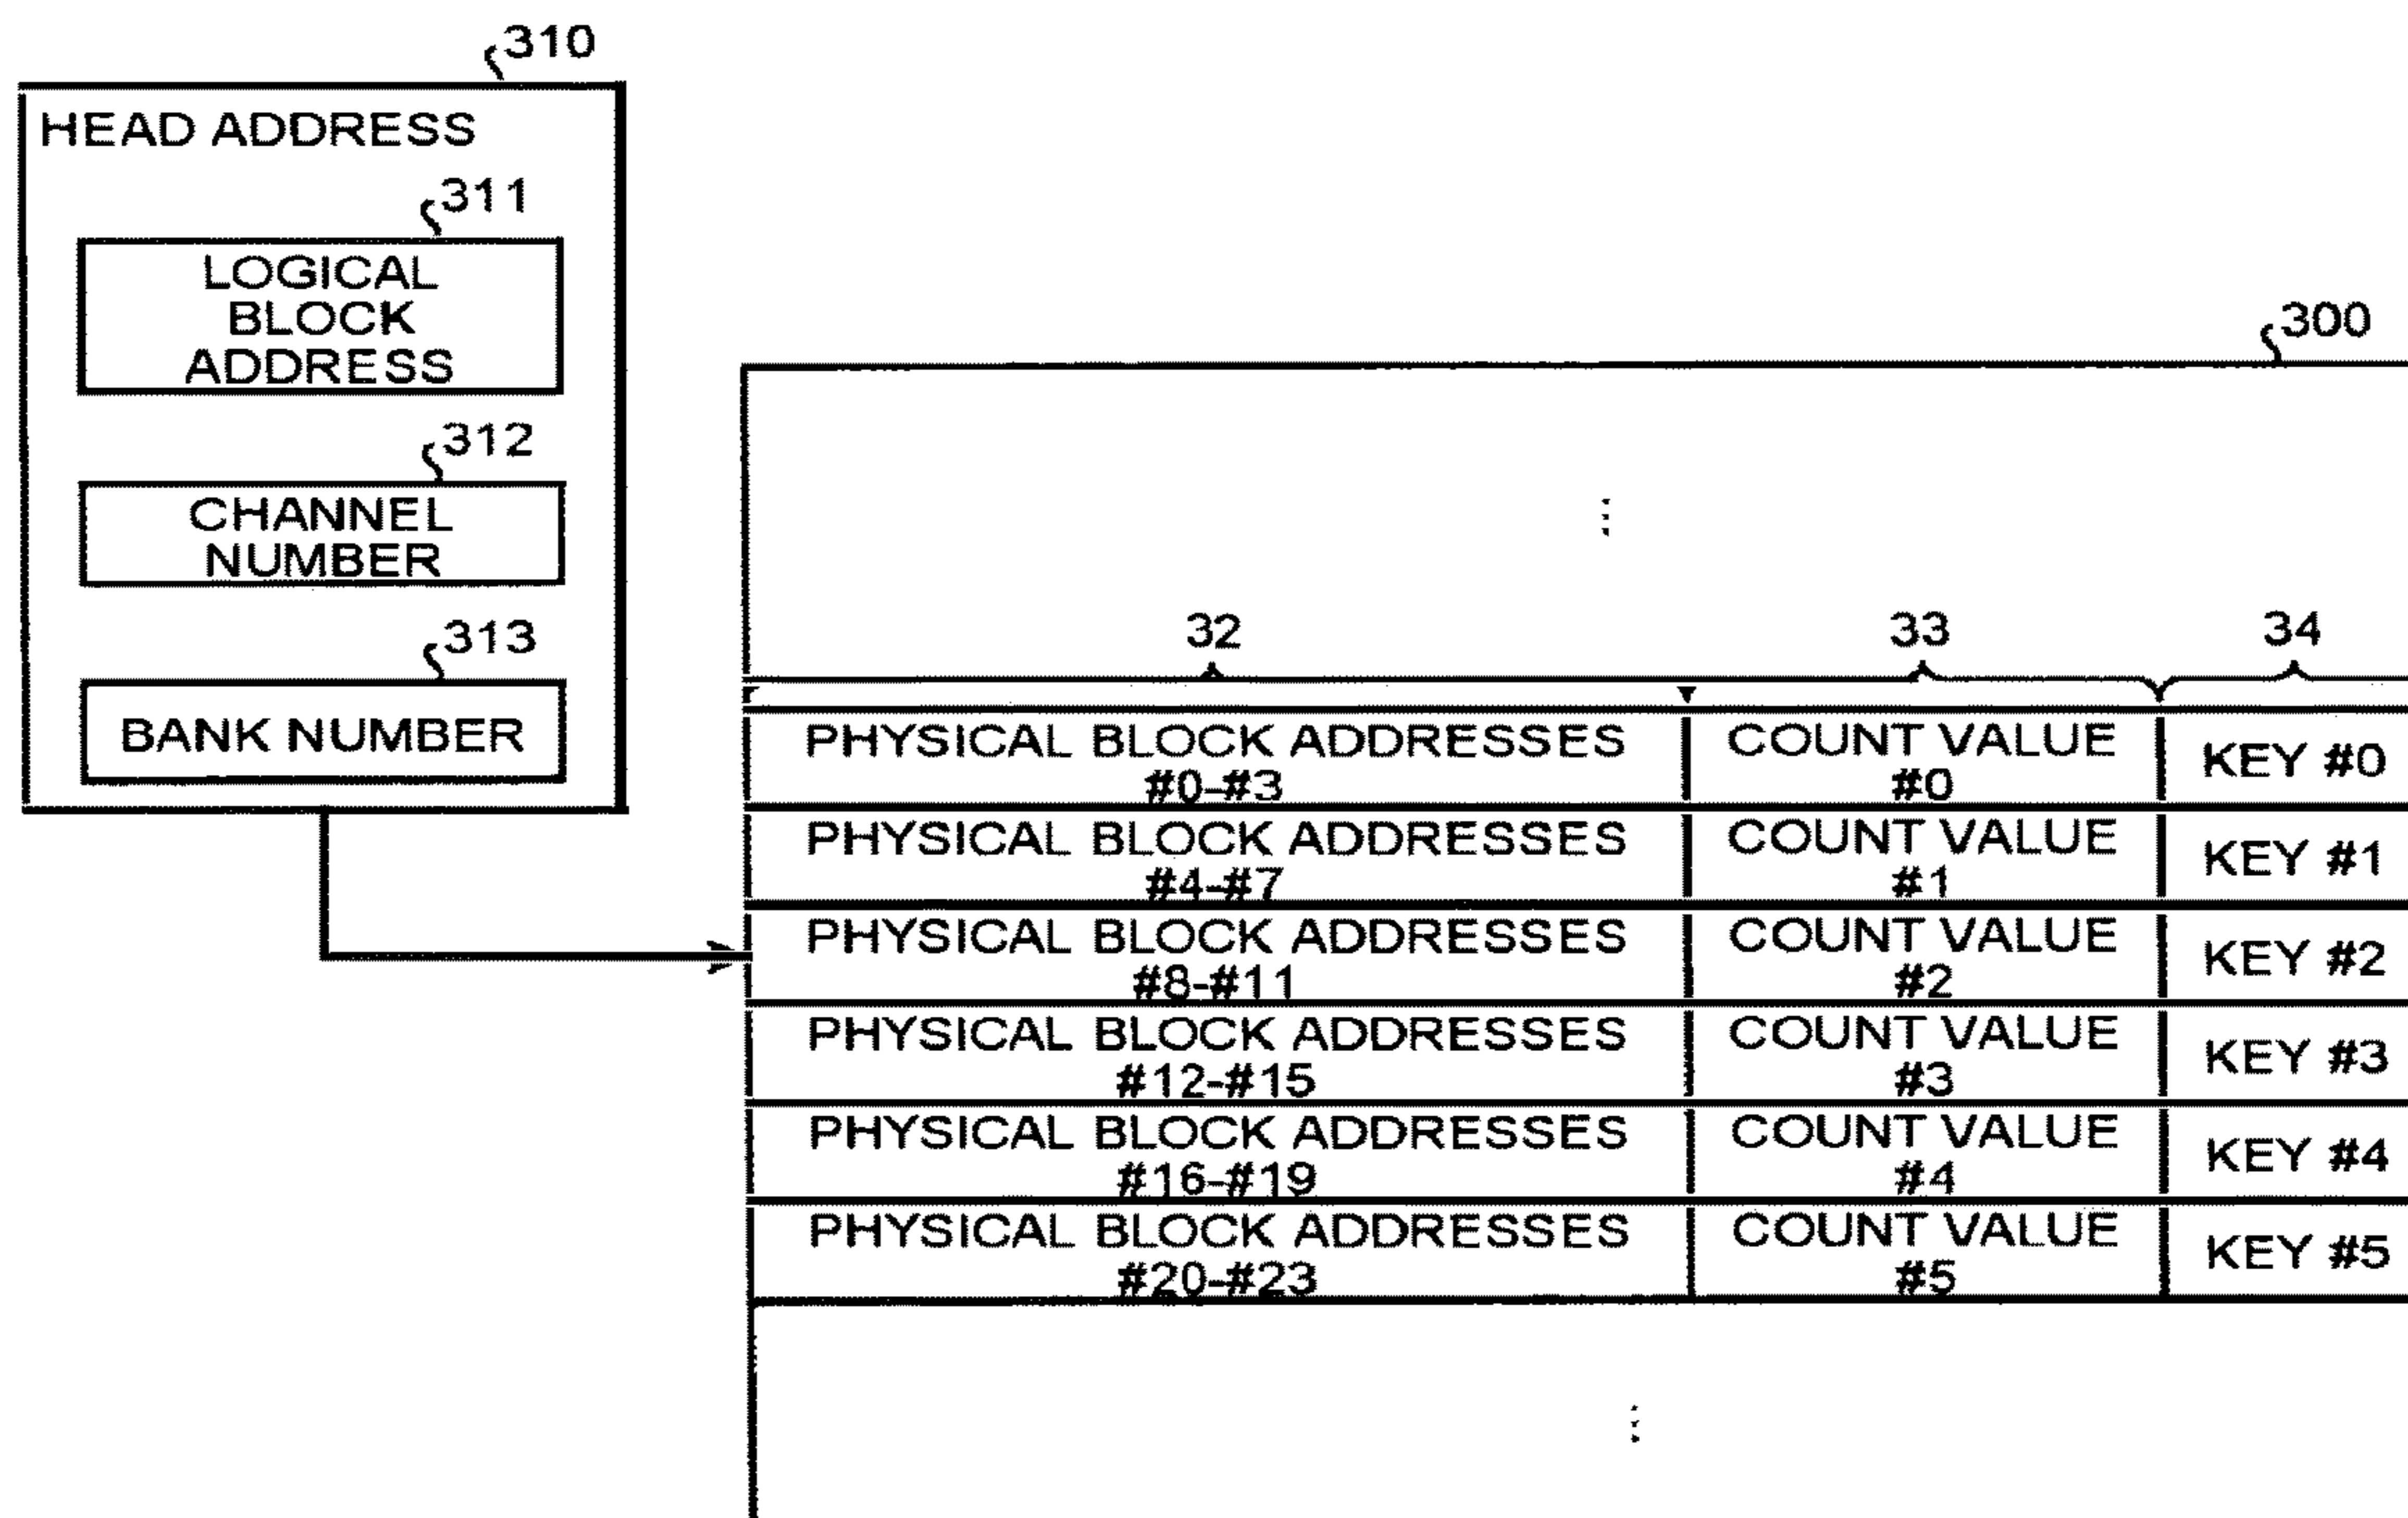 310
HEAD ADDRESS
311
LOGICAL
BLOCK
ADDRESS
312
CHANNEL
NUMBER
313
BANK NUMBER
300
32 33 34
PHYSICAL BLOCK ADDRESSES COUNT VALUE KEY #0
#0-#3 #0
PHYSICAL BLOCK ADDRESSES COUNT VALUE KEY #1
#4-#7 #1
PHYSICAL BLOCK ADDRESSES COUNT VALUE KEY #2
#8-#11 #2
PHYSICAL BLOCK ADDRESSES COUNT VALUE KEY #3
#12-#15 #3
PHYSICAL BLOCK ADDRESSES COUNT VALUE KEY #4
#16-#19 #4
PHYSICAL BLOCK ADDRESSES COUNT VALUE KEY #5
#20-#23 #5